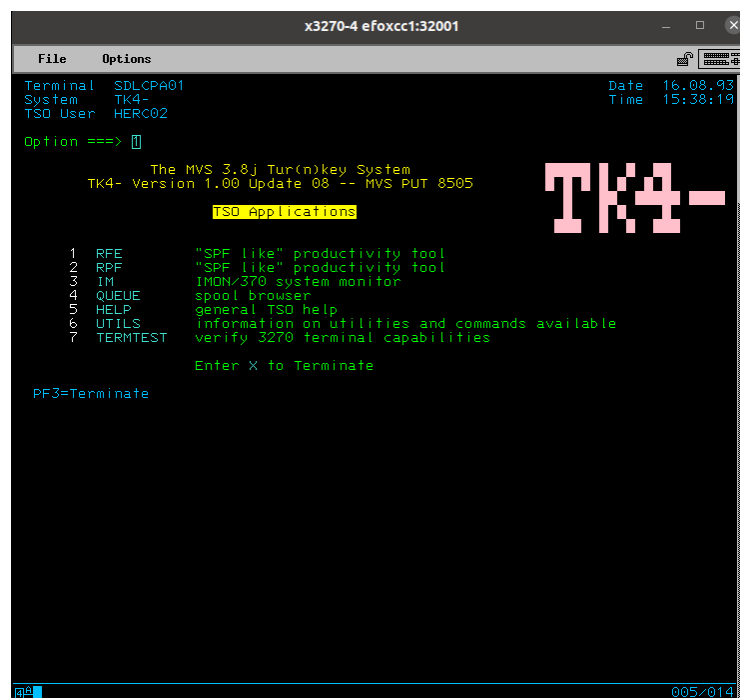 x3270-4 efoxcc1:32001
File Options
Terminal SDLCPA01 Date 16.08.93
System TK4- Time 15:38:19
TSO User HERC02
Option ===> 1
The MVS 3.8j Tur(n)key System
TK4- Version 1.00 Update 08 -- MVS PUT 8505
TK4-
TSO Applications
1 RFE "SPF like" productivity tool
2 RPF "SPF like" productivity tool
3 IM IMON/370 system monitor
4 QUEUE spool browser
5 HELP general TSO help
6 UTILS information on utilities and commands available
7 TERMTEST verify 3270 terminal capabilities
Enter X to Terminate
PF3=Terminate
4A 005/014